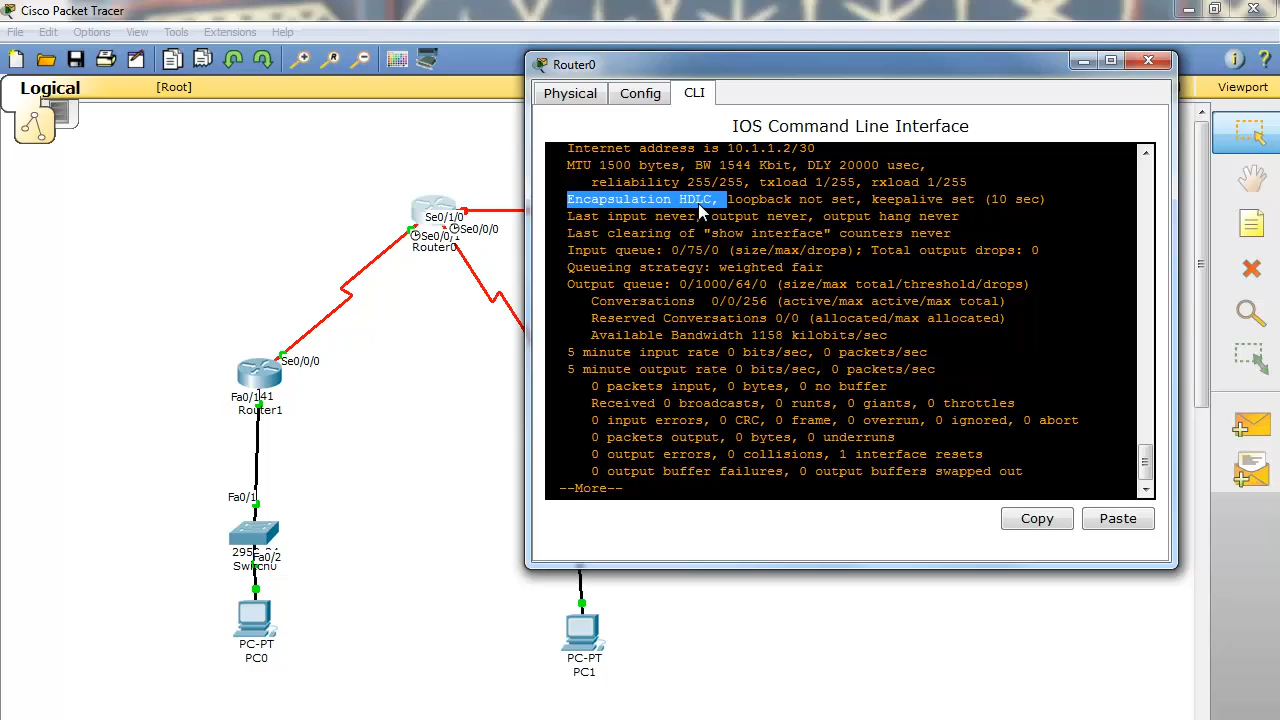 Cisco Packet Tracer
File Edit Options View Tools Extensions Help
Router0
Logical
[Root]
Viewport
Physical
Config
CLI
IOS Command Line Interface
Internet address is 10.1.1.2/30
MTU 1500 bytes, BW 1544 Kbit, DLY 20000 usec,
reliability 255/255, txload 1/255, rxload 1/255
Encapsulation HDLC, loopback not set, keepalive set (10 sec)
Last input never, output never, output hang never
Last clearing of "show interface" counters never
Input queue: 0/75/0 (size/max/drops); Total output drops: 0
Queueing strategy: weighted fair
Output queue: 0/1000/64/0 (size/max total/threshold/drops)
Conversations 0/0/256 (active/max active/max total)
Reserved Conversations 0/0 (allocated/max allocated)
Available Bandwidth 1158 kilobits/sec
5 minute input rate 0 bits/sec, 0 packets/sec
5 minute output rate 0 bits/sec, 0 packets/sec
0 packets input, 0 bytes, 0 no buffer
Received 0 broadcasts, 0 runts, 0 giants, 0 throttles
0 input errors, 0 CRC, 0 frame, 0 overrun, 0 ignored, 0 abort
0 packets output, 0 bytes, 0 underruns
0 output errors, 0 collisions, 1 interface resets
0 output buffer failures, 0 output buffers swapped out
--More--
Copy
Paste
Se0/1/0
Se0/0/0
Router0
Se0/0/0
Router1
Fa0/1
Fa0/2
PC-PT
PC0
PC-PT
PC1